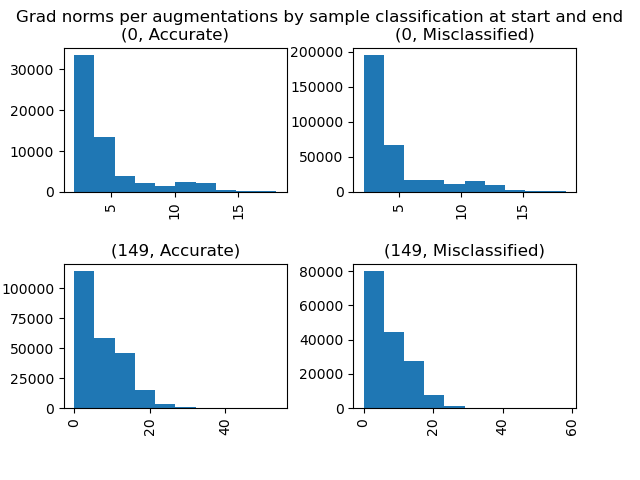 Grad norms per augmentations by sample classification at start and end
(0, Accurate) (0, Misclassified)
30000
20000
10000
0
5 10 15
200000
150000
100000
50000
0
5 10 15
(149, Accurate) (149, Misclassified)
100000
75000
50000
25000
0
0 20 40
80000
60000
40000
20000
0
0 20 40 60